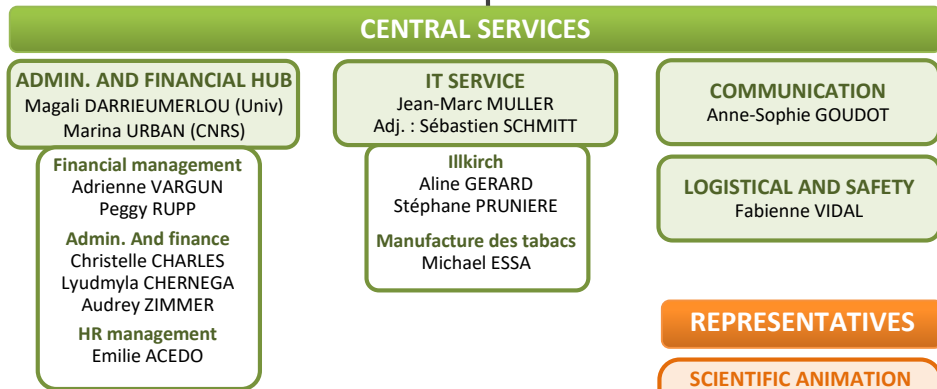 CENTRAL SERVICES
ADMIN. AND FINANCIAL HUB
Magali DARRIEUMERLOU (Univ)
Marina URBAN (CNRS)
Financial management
Adrienne VARGUN
Peggy RUPP
Admin. And finance
Christelle CHARLES
Lyudmyla CHERNEGA
Audrey ZIMMER
HR management
Emilie ACEDO
IT SERVICE
Jean-Marc MULLER
Adj. : Sébastien SCHMITT
Illkirch
Aline GERARD
Stéphane PRUNIERE
Manufacture des tabacs
Michael ESSA
COMMUNICATION
Anne-Sophie GOUDOT
LOGISTICAL AND SAFETY
Fabienne VIDAL
REPRESENTATIVES
SCIENTIFIC ANIMATION